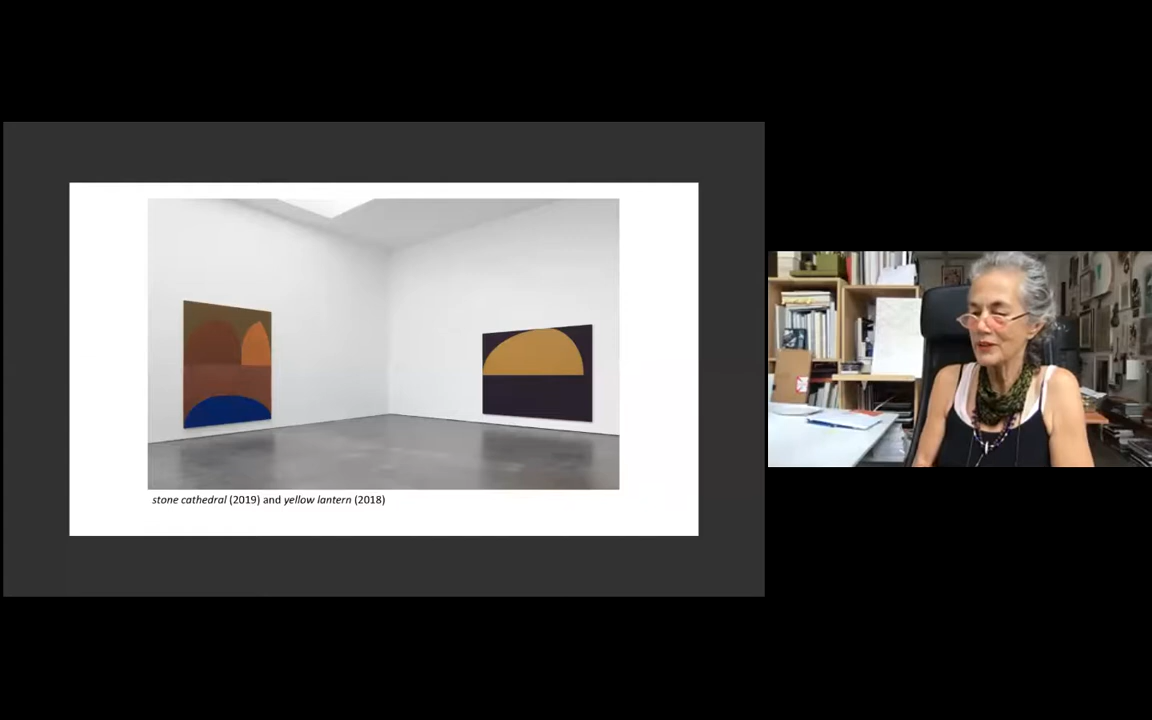 stone cathedral (2019) and yellow lantern (2018)